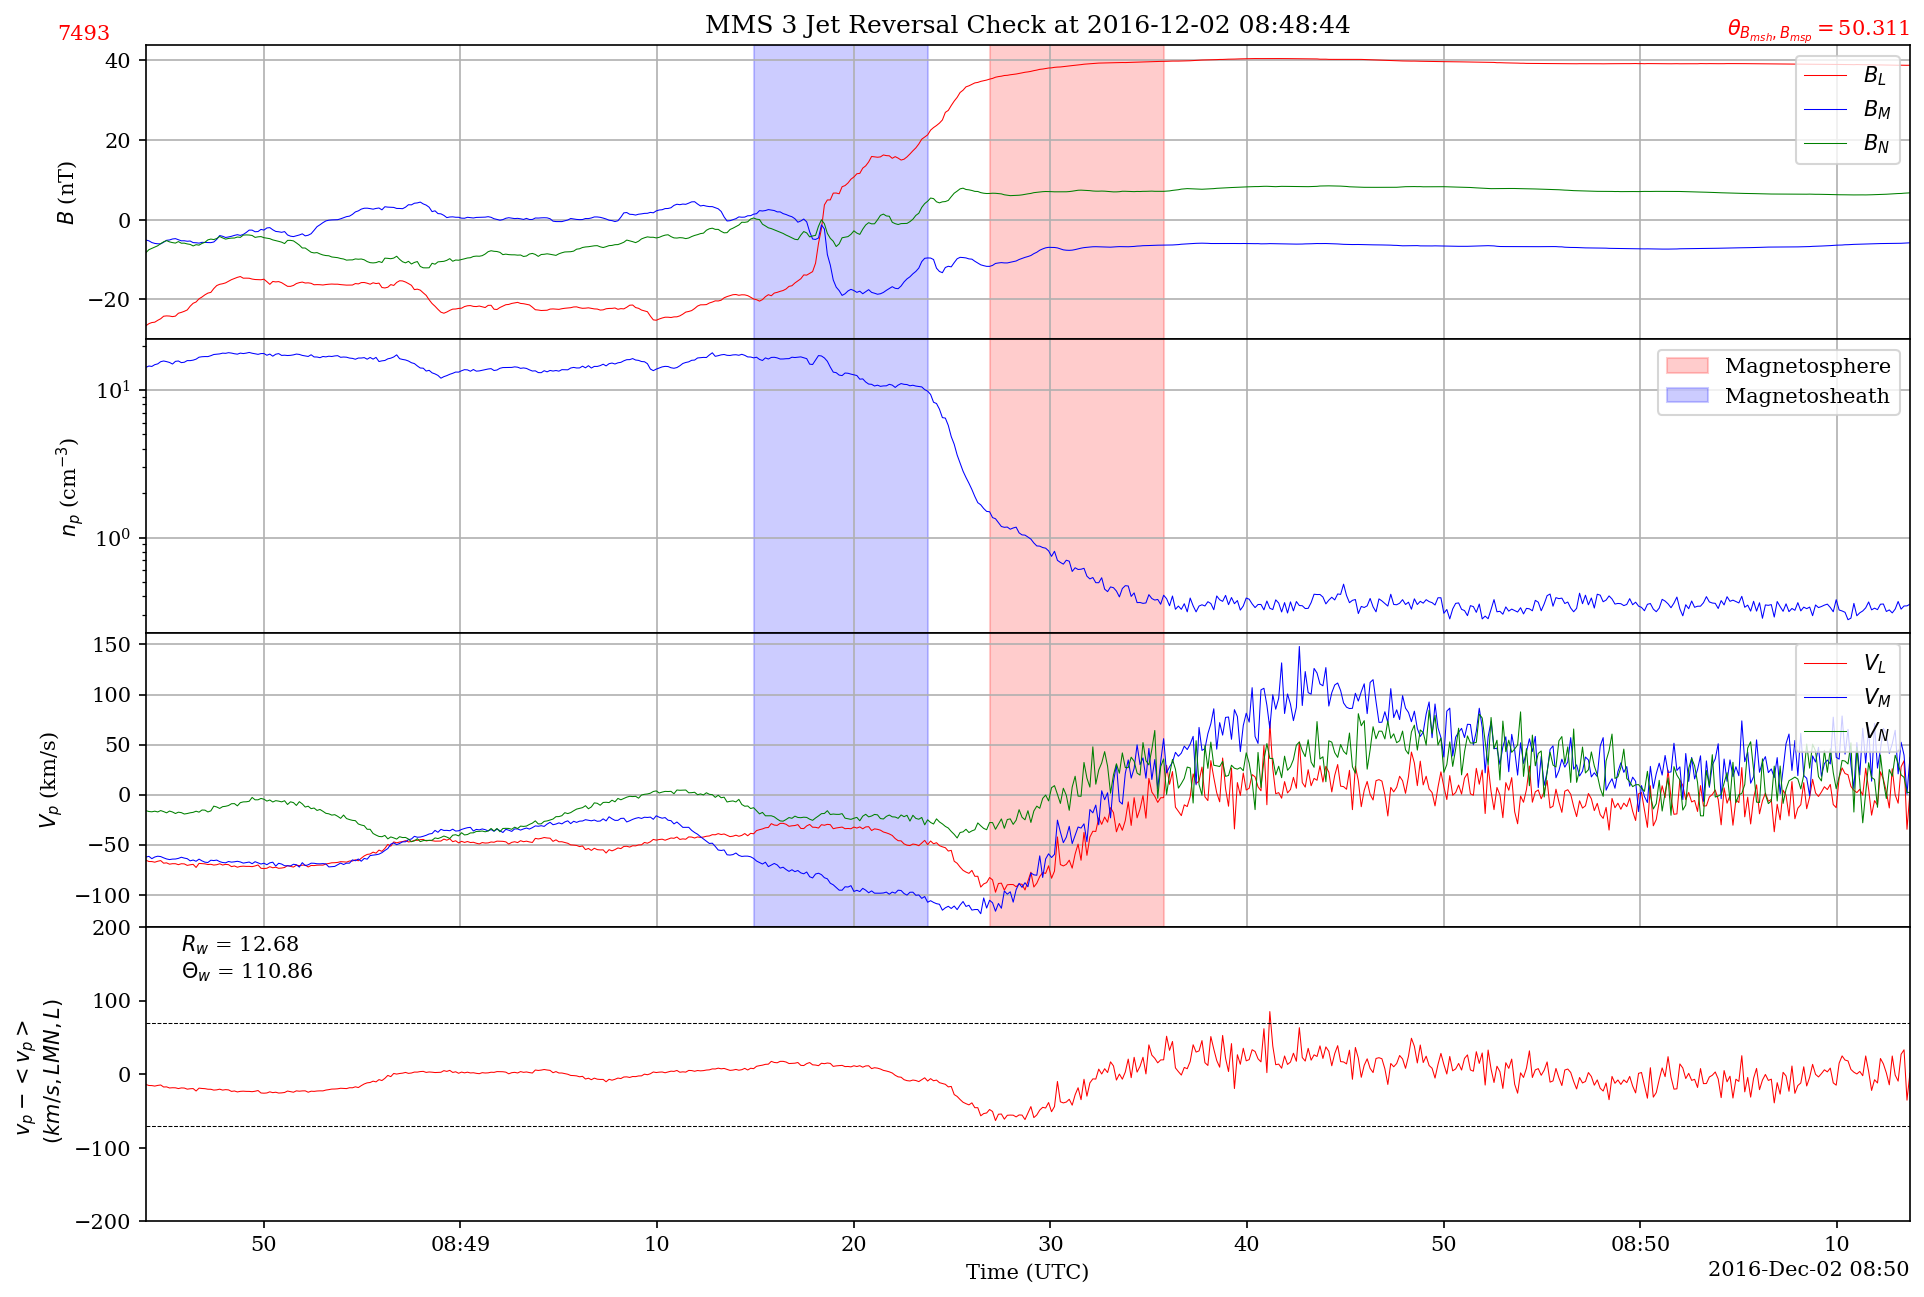 MMS 3 Jet Reversal Check at 2016-12-02 08:48:44
7493
θ_{B_{msh}, B_{msp}} = 50.311
40
20
0
−20
B (nT)
B_L
B_M
B_N
10^1
10^0
n_p (cm^{−3})
Magnetosphere
Magnetosheath
150
100
50
0
−50
−100
V_p (km/s)
V_L
V_M
V_N
200
100
0
−100
−200
v_p − < v_p >
(km/s, LMN, L)
R_w = 12.68
Θ_w = 110.86
50
08:49
10
20
30
40
50
08:50
10
Time (UTC)
2016-Dec-02 08:50